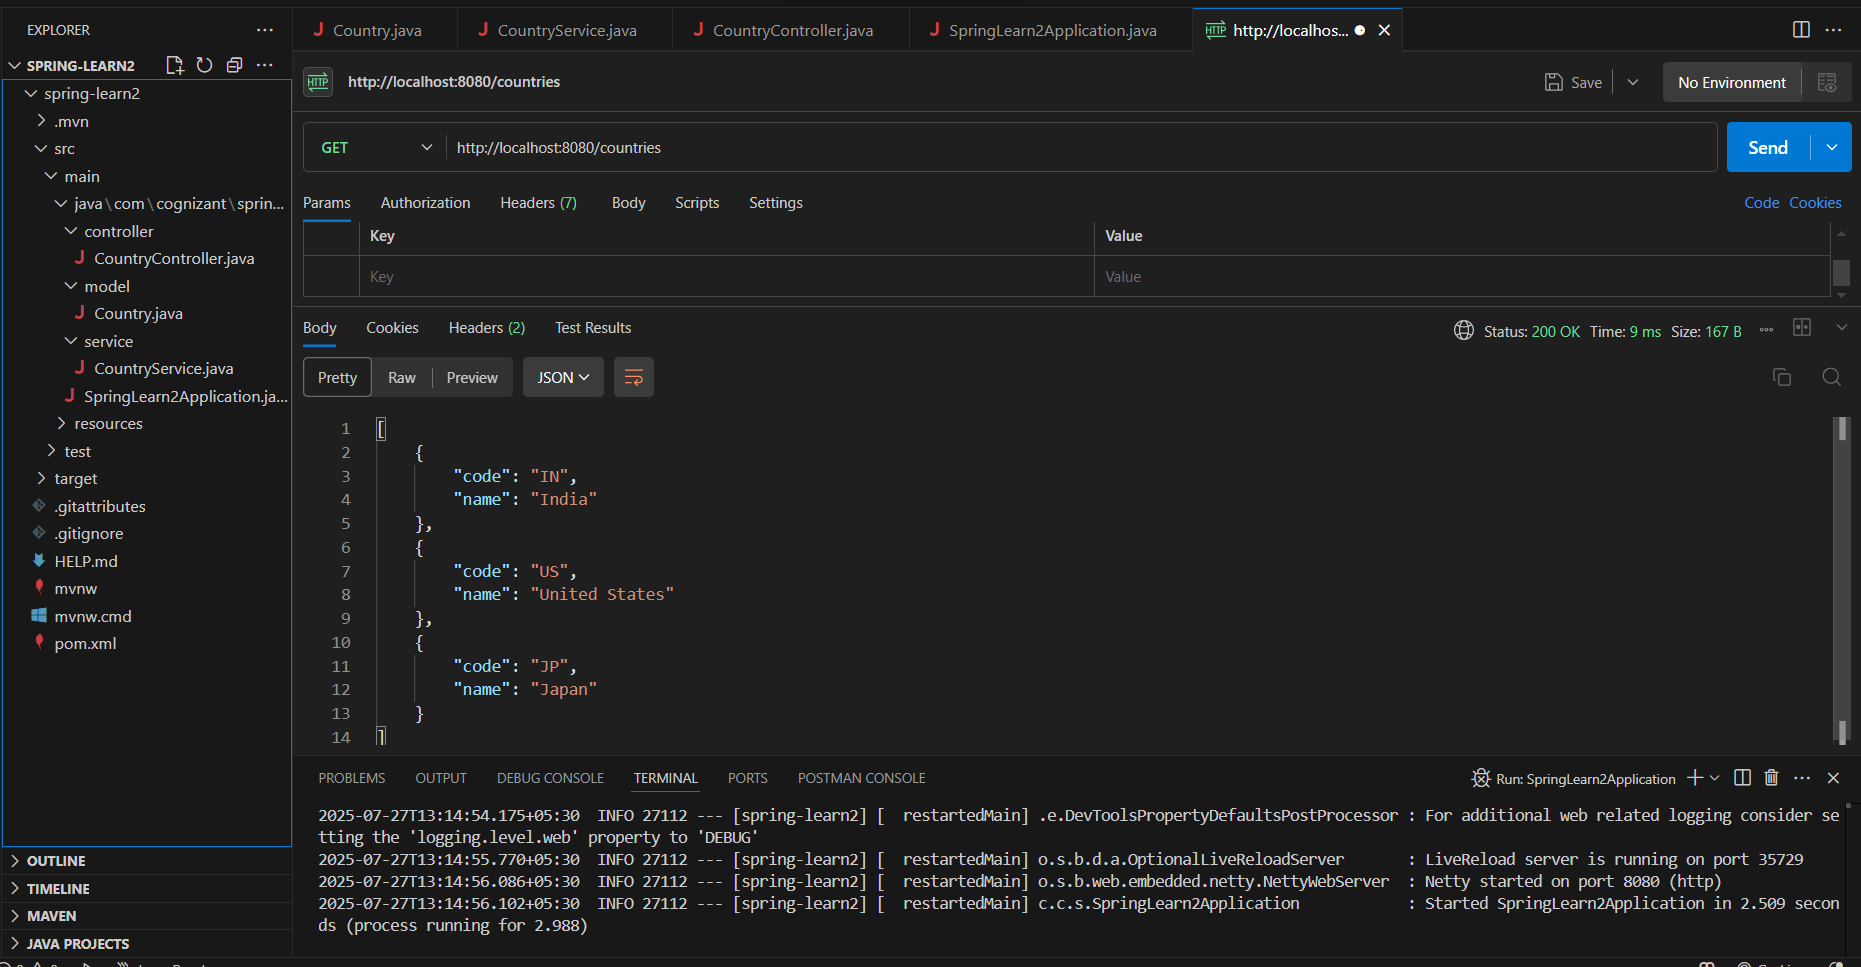 EXPLORER
SPRING-LEARN2
spring-learn2
.mvn
src
main
java\com\cognizant\sprin...
controller
CountryController.java
model
Country.java
service
CountryService.java
SpringLearn2Application.ja...
resources
test
target
.gitattributes
.gitignore
HELP.md
mvnw
mvnw.cmd
pom.xml
OUTLINE
TIMELINE
MAVEN
JAVA PROJECTS
Country.java
CountryService.java
CountryController.java
SpringLearn2Application.java
HTTP http://localhos...
HTTP http://localhost:8080/countries
Save
No Environment
GET http://localhost:8080/countries
Send
Params Authorization Headers (7) Body Scripts Settings
Code Cookies
Key Value
Key Value
Body Cookies Headers (2) Test Results
Status: 200 OK Time: 9 ms Size: 167 B
Pretty Raw Preview JSON
1 [
2 {
3 "code": "IN",
4 "name": "India"
5 },
6 {
7 "code": "US",
8 "name": "United States"
9 },
10 {
11 "code": "JP",
12 "name": "Japan"
13 }
14 ]
PROBLEMS OUTPUT DEBUG CONSOLE TERMINAL PORTS POSTMAN CONSOLE
Run: SpringLearn2Application
2025-07-27T13:14:54.175+05:30  INFO 27112 --- [spring-learn2] [  restartedMain] .e.DevToolsPropertyDefaultsPostProcessor : For additional web related logging consider se
tting the 'logging.level.web' property to 'DEBUG'
2025-07-27T13:14:55.770+05:30  INFO 27112 --- [spring-learn2] [  restartedMain] o.s.b.d.a.OptionalLiveReloadServer       : LiveReload server is running on port 35729
2025-07-27T13:14:56.086+05:30  INFO 27112 --- [spring-learn2] [  restartedMain] o.s.b.web.embedded.netty.NettyWebServer  : Netty started on port 8080 (http)
2025-07-27T13:14:56.102+05:30  INFO 27112 --- [spring-learn2] [  restartedMain] c.c.s.SpringLearn2Application            : Started SpringLearn2Application in 2.509 secon
ds (process running for 2.988)